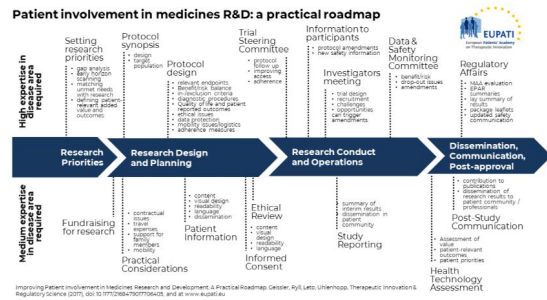 Patient involvement in medicines R&D: a practical roadmap
EUPATI
European Patients' Academy
on Therapeutic Innovation
High expertise in
disease area
required
Setting
research
priorities
• gap analysis
• early horizon
scanning
• matching
unmet needs
with research
• defining patient-
relevant added
value and
outcomes
Protocol
synopsis
• design
• target
population
Protocol
design
• relevant endpoints
• Benefit/risk balance
• in-/exclusion criteria
• diagnostic procedures
• Quality of life and patient
reported outcomes
• ethical issues
• data protection
• mobility issues/logistics
• adherence measures
Trial
Steering
Committee
• protocol
follow up
• improving
access
• adherence
Information to
participants
• protocol amendments
• new safety information
Investigators
meeting
• trial design
• recruitment
• challenges
• opportunities
can trigger
amendments
Data &
Safety
Monitoring
Committee
• benefit/risk
• drop-out issues
• amendments
Regulatory
Affairs
• MAA evaluation
• EPAR
summaries
• lay summary of
results
• package leaflets
• updated safety
communication
Research
Priorities
Research Design
and Planning
Research Conduct
and Operations
Dissemination,
Communication,
Post-approval
Medium expertise
in disease area
required
Fundraising
for research
• contractual
issues
• travel
expenses
• support for
family
members
• mobility
Practical
Considerations
• content
• visual design
• readability
• language
• dissemination
Patient
Information
Ethical
Review
• content
• visual
design
• readability
• language
Informed
Consent
• summary of
interim results
• dissemination in
patient
community
Study
Reporting
• contribution to
publications
• dissemination of
research results to
patient community /
professionals
Post-Study
Communication
• Assessment of
value
• patient-relevant
outcomes
• patient priorities
Health
Technology
Assessment
Improving Patient Involvement in Medicines Research and Development: A Practical Roadmap. Geissler, Ryll, Leto, Uhlenhopp, Therapeutic Innovation &
Regulatory Science (2017), doi: 10.1177/2168479017706405, and at www.eupati.eu